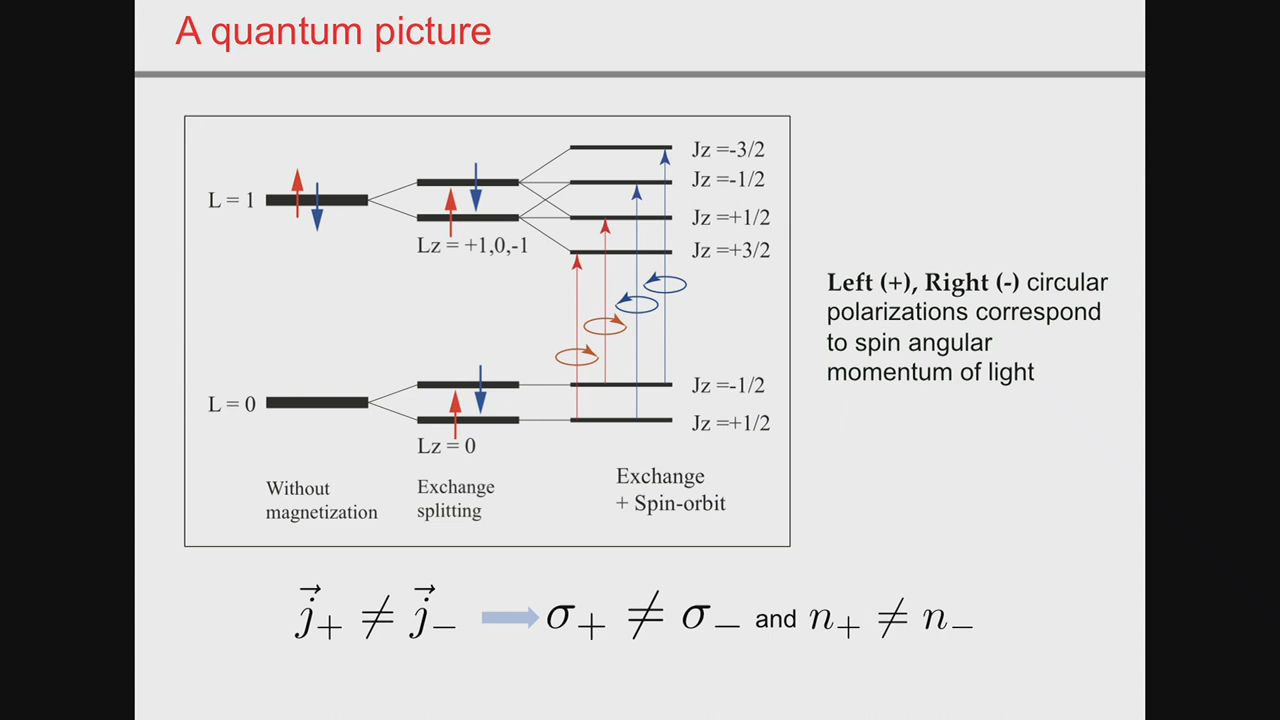 A quantum picture
Jz =-3/2
Jz =-1/2
L = 1
Jz =+1/2
Lz = +1,0,-1
Jz =+3/2
Left (+), Right (-) circular
polarizations correspond
to spin angular
momentum of light
Jz =-1/2
L = 0
Jz =+1/2
Lz = 0
Without
magnetization
Exchange
splitting
Exchange
+ Spin-orbit
j⃗₊ ≠ j⃗₋ σ₊ ≠ σ₋ and n₊ ≠ n₋